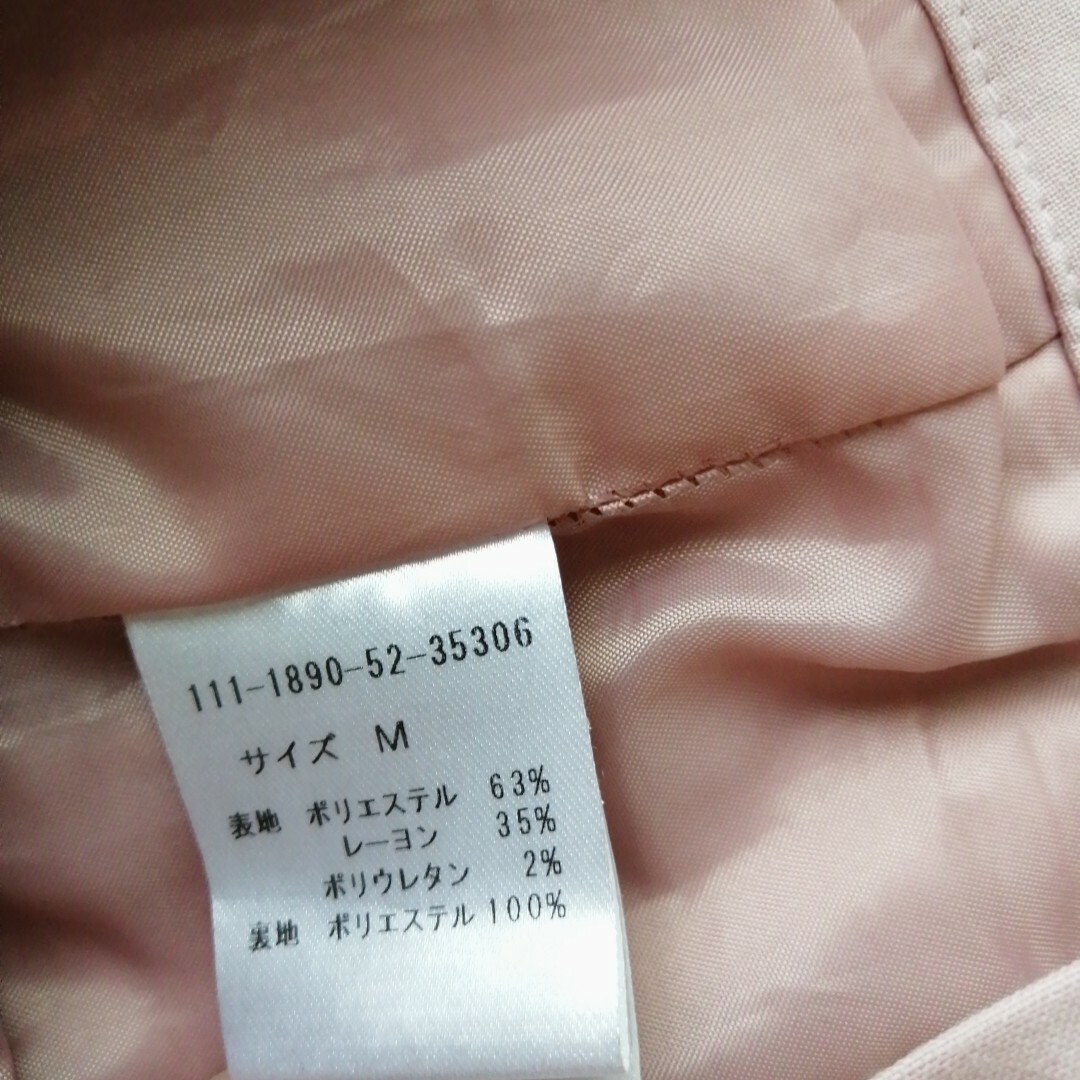 111-1890-52-35306
サイズ M
表地 ポリエステル 63%
レーヨン 35%
ポリウレタン 2%
裏地 ポリエステル 100%